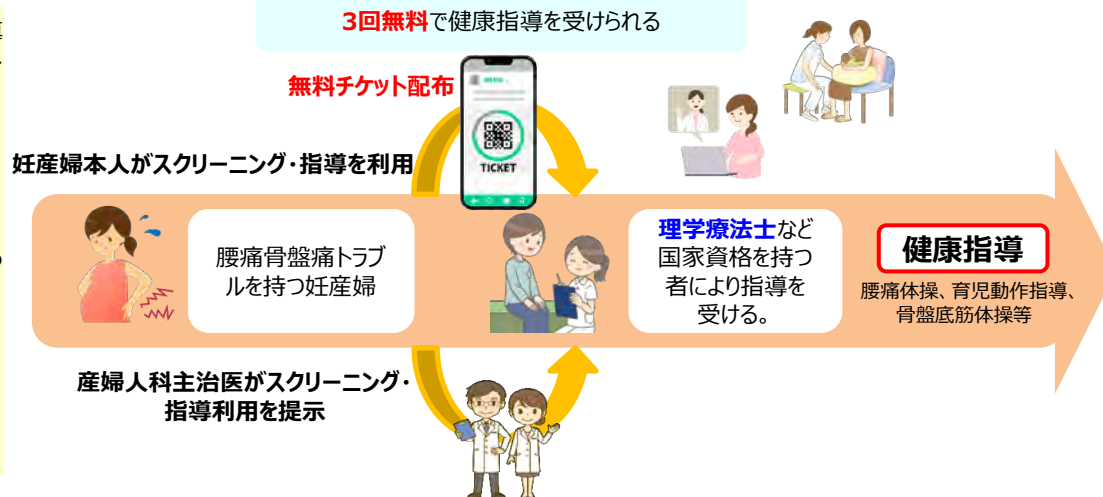 3回無料で健康指導を受けられる
無料チケット配布
TICKET
妊産婦本人がスクリーニング・指導を利用
腰痛骨盤痛トラブ
ルを持つ妊産婦
理学療法士など
国家資格を持つ
者により指導を
受ける。
健康指導
腰痛体操、育児動作指導、
骨盤底筋体操等
産婦人科主治医がスクリーニング・
指導利用を提示